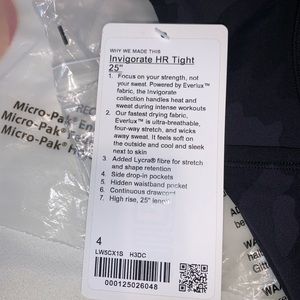 WHY WE MADE THIS
Invigorate HR Tight
25"
1. Focus on your strength, not
your sweat. Powered by Everlux™
fabric, the Invigorate
collection handles heat and
sweat during intense workouts
2. Our fastest drying fabric,
Everlux™ is ultra-breathable,
four-way stretch, and wicks
away sweat. It feels soft on
the outside and cool and sleek
next to skin
3. Added Lycra® fibre for stretch
and shape retention
4. Side drop-in pockets
5. Hidden waistband pocket
6. Continuous drawcord
7. High rise, 25" length
4
LW5CX1S H3DC
000125026048
Micro-Pak®
Micro-Pak®
Micro-Pak®